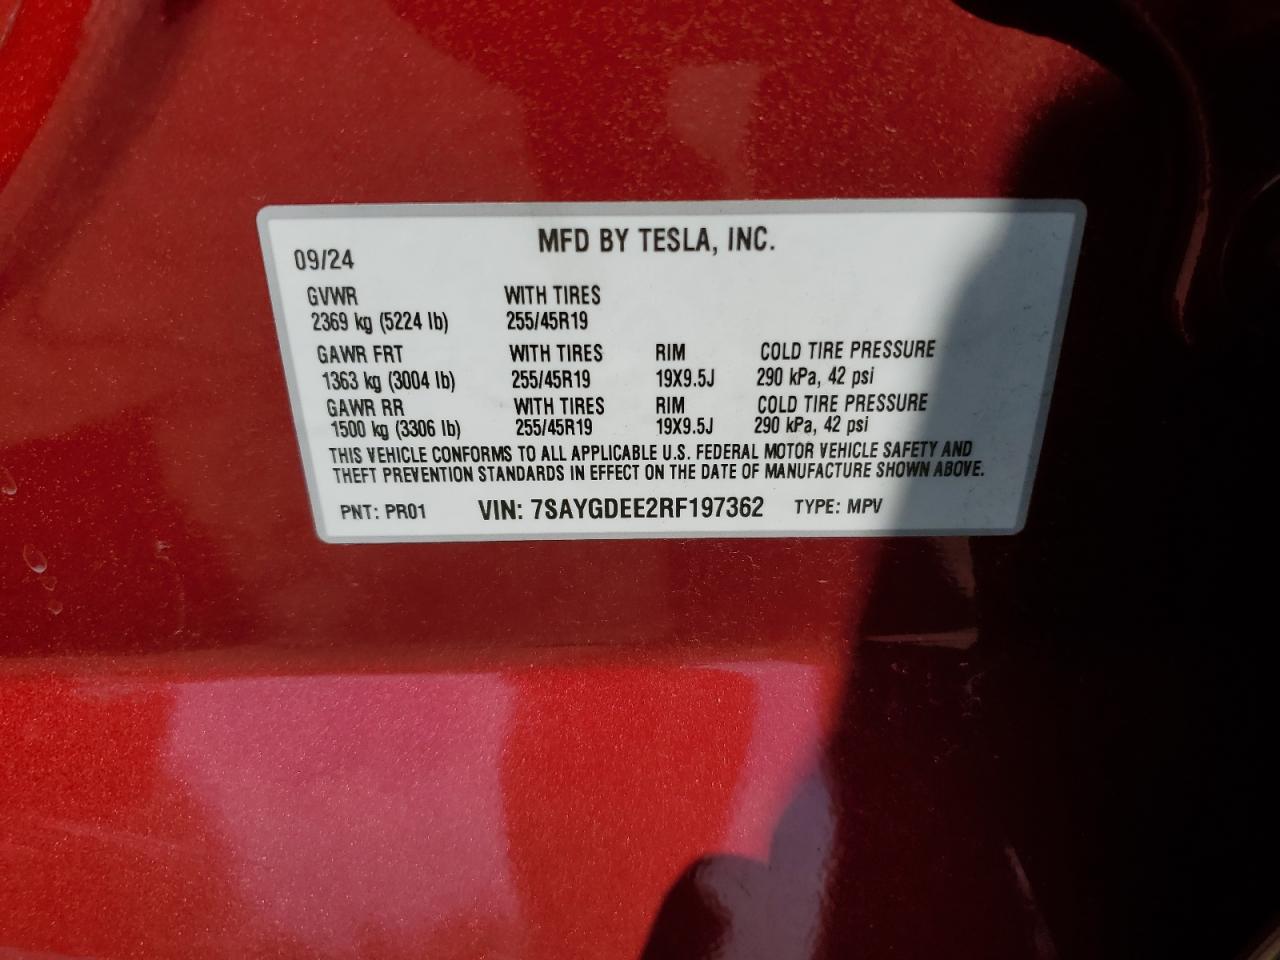 MFD BY TESLA, INC.
09/24
GVWR WITH TIRES
2369 kg (5224 lb) 255/45R19
GAWR FRT WITH TIRES RIM COLD TIRE PRESSURE
1363 kg (3004 lb) 255/45R19 19X9.5J 290 kPa, 42 psi
GAWR RR WITH TIRES RIM COLD TIRE PRESSURE
1500 kg (3306 lb) 255/45R19 19X9.5J 290 kPa, 42 psi
THIS VEHICLE CONFORMS TO ALL APPLICABLE U.S. FEDERAL MOTOR VEHICLE SAFETY AND
THEFT PREVENTION STANDARDS IN EFFECT ON THE DATE OF MANUFACTURE SHOWN ABOVE.
PNT: PR01 VIN: 7SAYGDEE2RF197362 TYPE: MPV